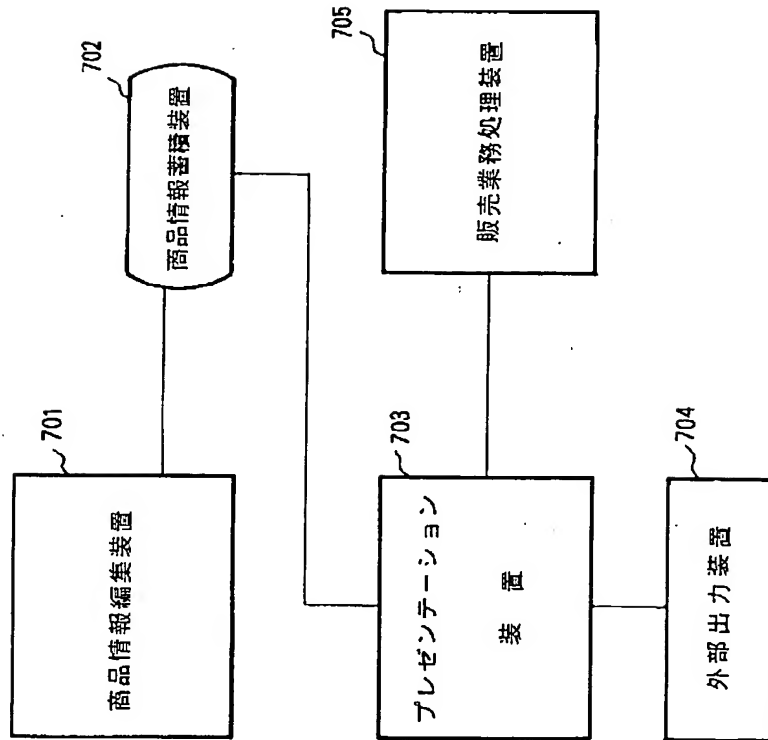 701
商品情報編集装置
702
商品情報蓄積装置
703
プレゼンテーション
装置
704
外部出力装置
705
販売業務処理装置